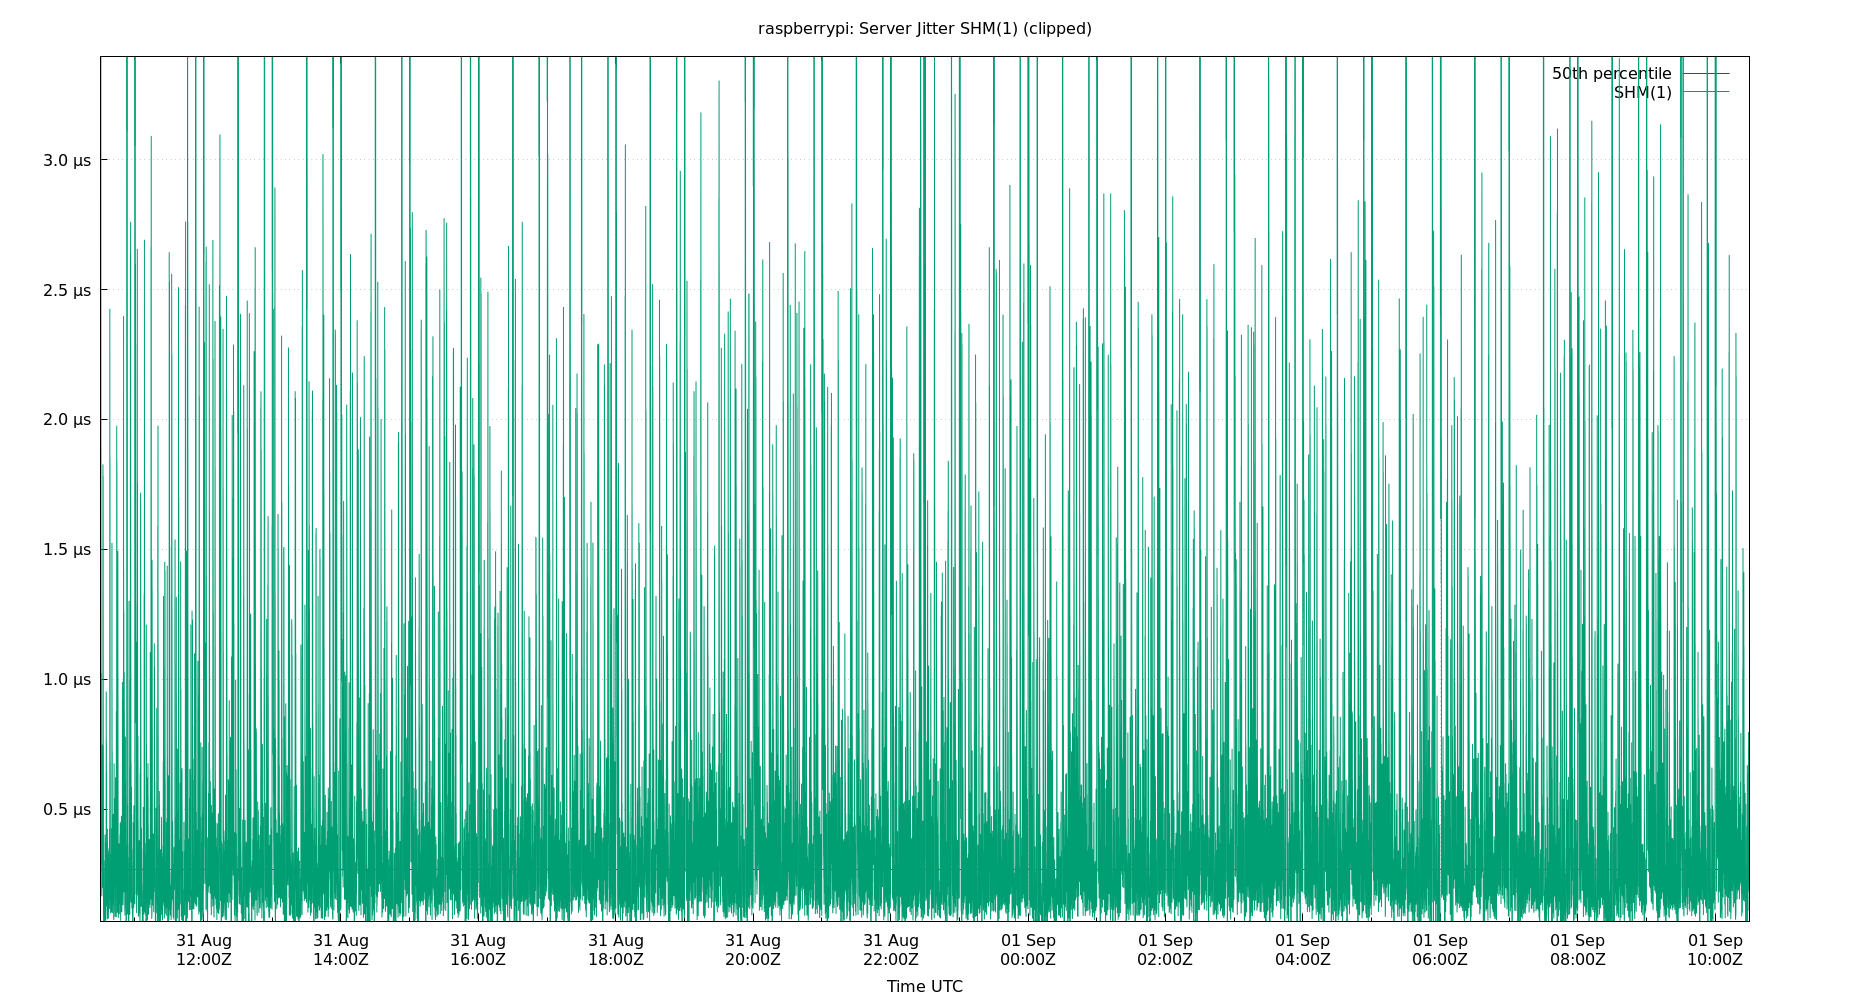 raspberrypi: Server Jitter SHM(1) (clipped)
50th percentile
SHM(1)
3.0 µs
2.5 µs
2.0 µs
1.5 µs
1.0 µs
0.5 µs
31 Aug 31 Aug 31 Aug 31 Aug 31 Aug 31 Aug 01 Sep 01 Sep 01 Sep 01 Sep 01 Sep 01 Sep
12:00Z 14:00Z 16:00Z 18:00Z 20:00Z 22:00Z 00:00Z 02:00Z 04:00Z 06:00Z 08:00Z 10:00Z
Time UTC